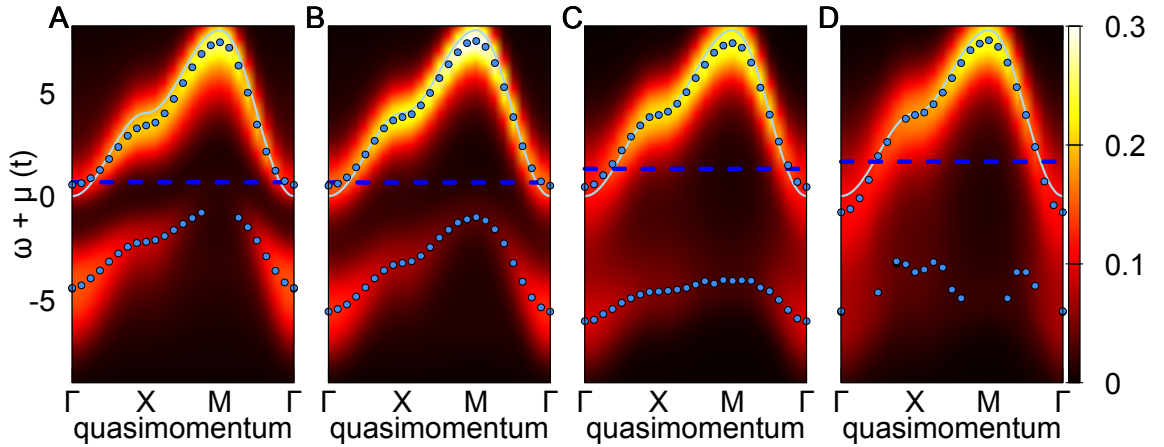 A B C D
ω + μ (t)
5
0
-5
0.3
0.2
0.1
0
Γ X M Γ
Γ X M Γ
Γ X M Γ
Γ X M Γ
quasimomentum quasimomentum quasimomentum quasimomentum